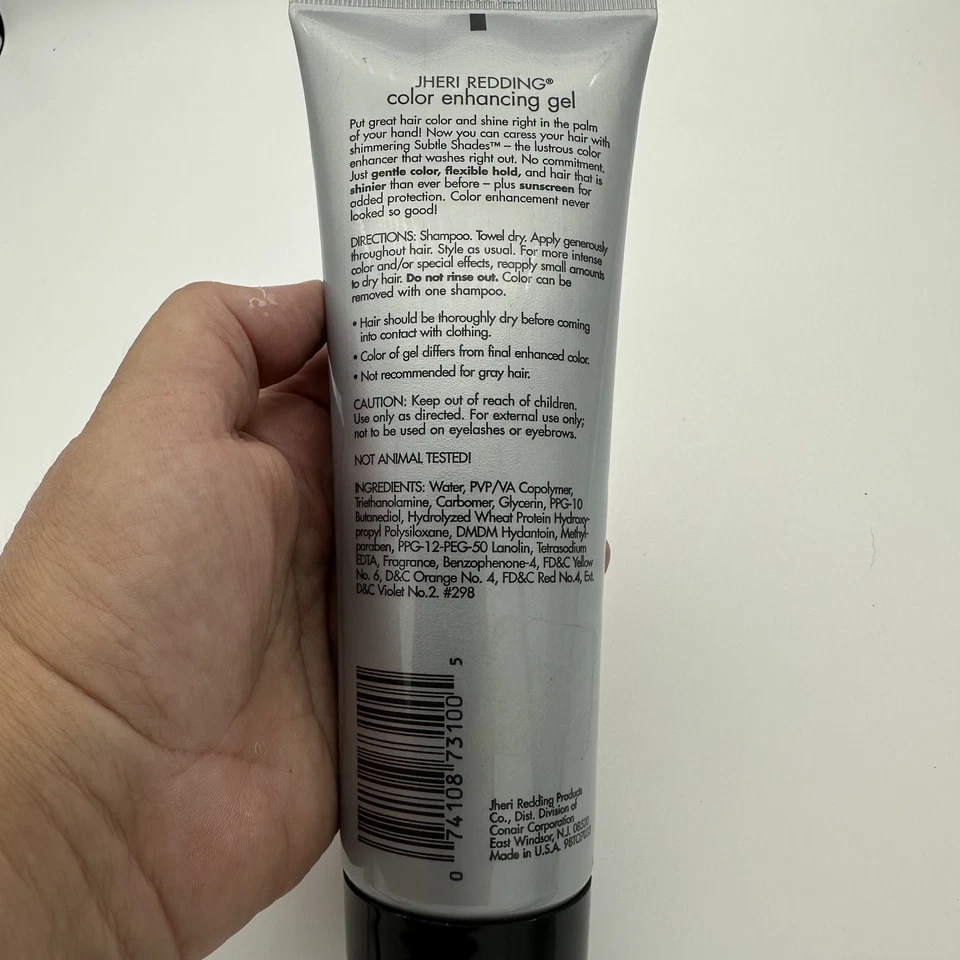 JHERI REDDING®
color enhancing gel
Put great hair color and shine right in the palm
of your hand! Now you can caress your hair with
shimmering Subtle Shades™ – the lustrous color
enhancer that washes right out. No commitment.
Just gentle color, flexible hold, and hair that is
shinier than ever before – plus sunscreen for
added protection. Color enhancement never
looked so good!
DIRECTIONS: Shampoo. Towel dry. Apply generously
throughout hair. Style as usual. For more intense
color and/or special effects, reapply small amounts
to dry hair. Do not rinse out. Color can be
removed with one shampoo.
• Hair should be thoroughly dry before coming
into contact with clothing.
• Color of gel differs from final enhanced color.
• Not recommended for gray hair.
CAUTION: Keep out of reach of children.
Use only as directed. For external use only;
not to be used on eyelashes or eyebrows.
NOT ANIMAL TESTED!
INGREDIENTS: Water, PVP/VA Copolymer,
Triethanolamine, Carbomer, Glycerin, PPG-10
Butanediol, Hydrolyzed Wheat Protein Hydroxy-
propyl Polysiloxane, DMDM Hydantoin, Methyl-
paraben, PPG-12-PEG-50 Lanolin, Tetrasodium
EDTA, Fragrance, Benzophenone-4, FD&C Yellow
No. 6, D&C Orange No. 4, FD&C Red No.4, Ext.
D&C Violet No.2. #298
0 74108 73100 5
Jheri Redding Products
Co., Dist. Division of
Conair Corporation
East Windsor, N.J. 08520
Made in U.S.A.